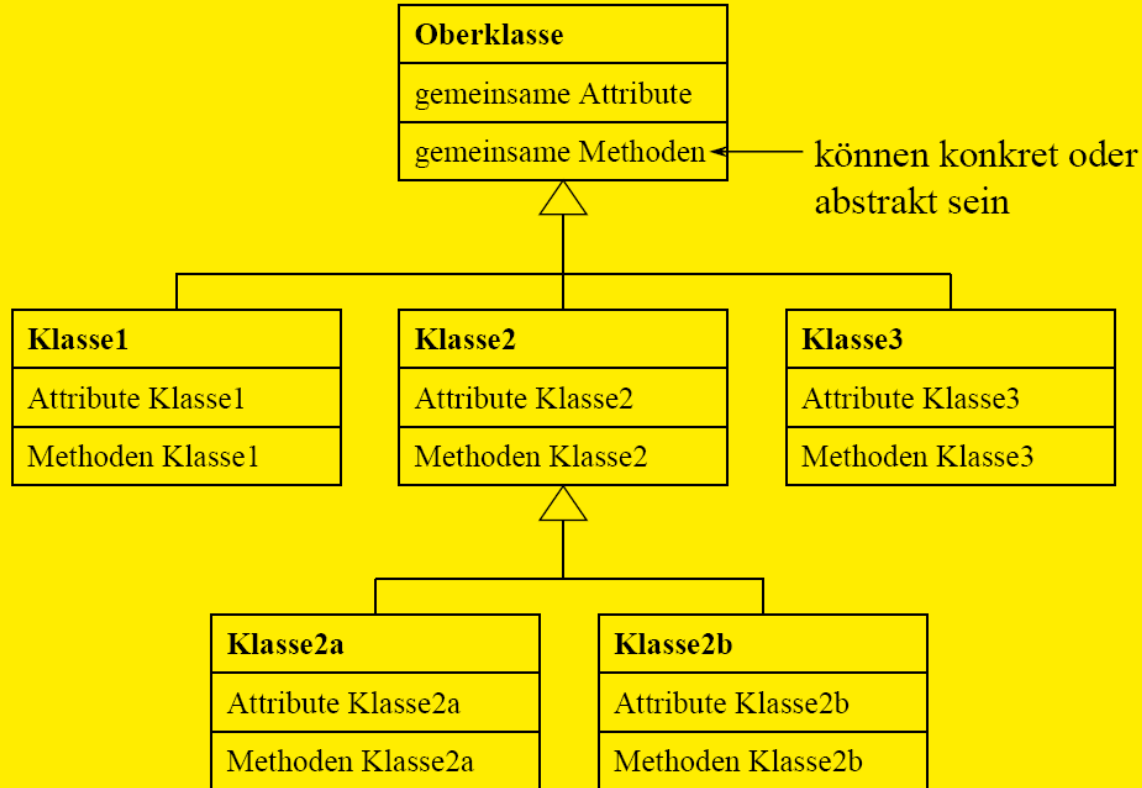 Oberklasse
gemeinsame Attribute
gemeinsame Methoden
können konkret oder
abstrakt sein
Klasse1
Attribute Klasse1
Methoden Klasse1
Klasse2
Attribute Klasse2
Methoden Klasse2
Klasse3
Attribute Klasse3
Methoden Klasse3
Klasse2a
Attribute Klasse2a
Methoden Klasse2a
Klasse2b
Attribute Klasse2b
Methoden Klasse2b